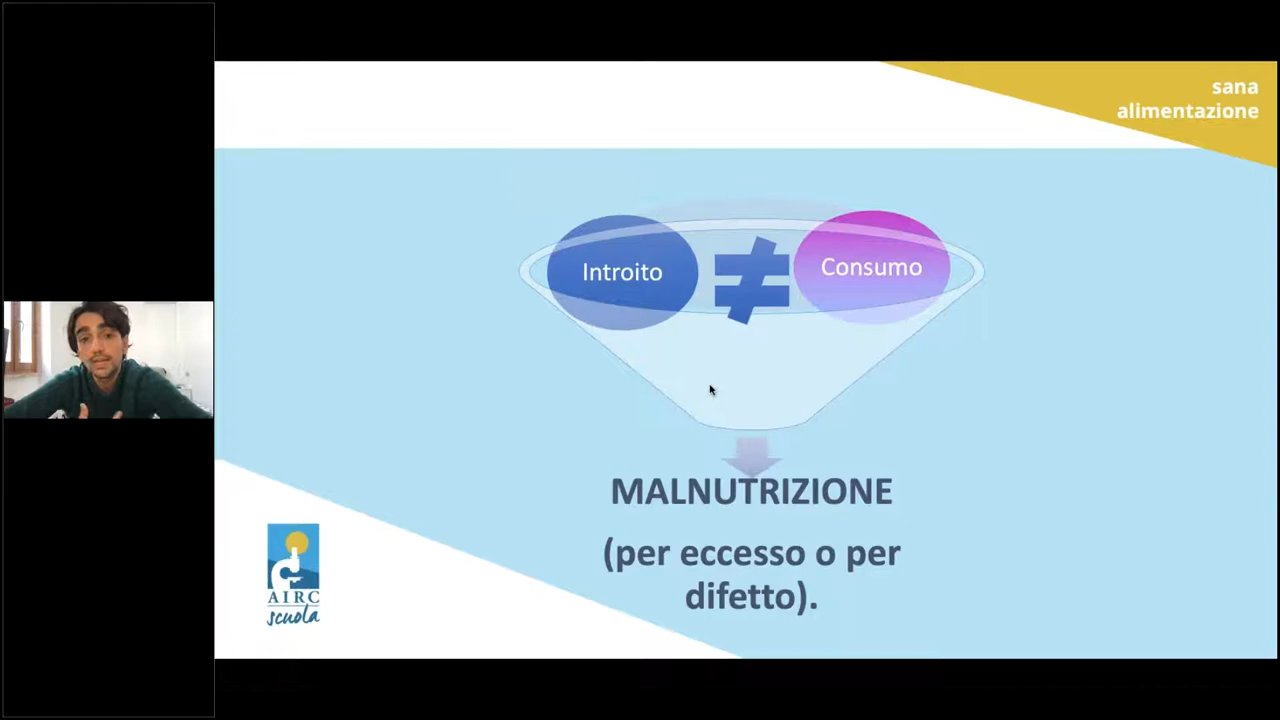 sana
alimentazione
Introito
≠
Consumo
MALNUTRIZIONE
(per eccesso o per
difetto).
AIRC
scuola